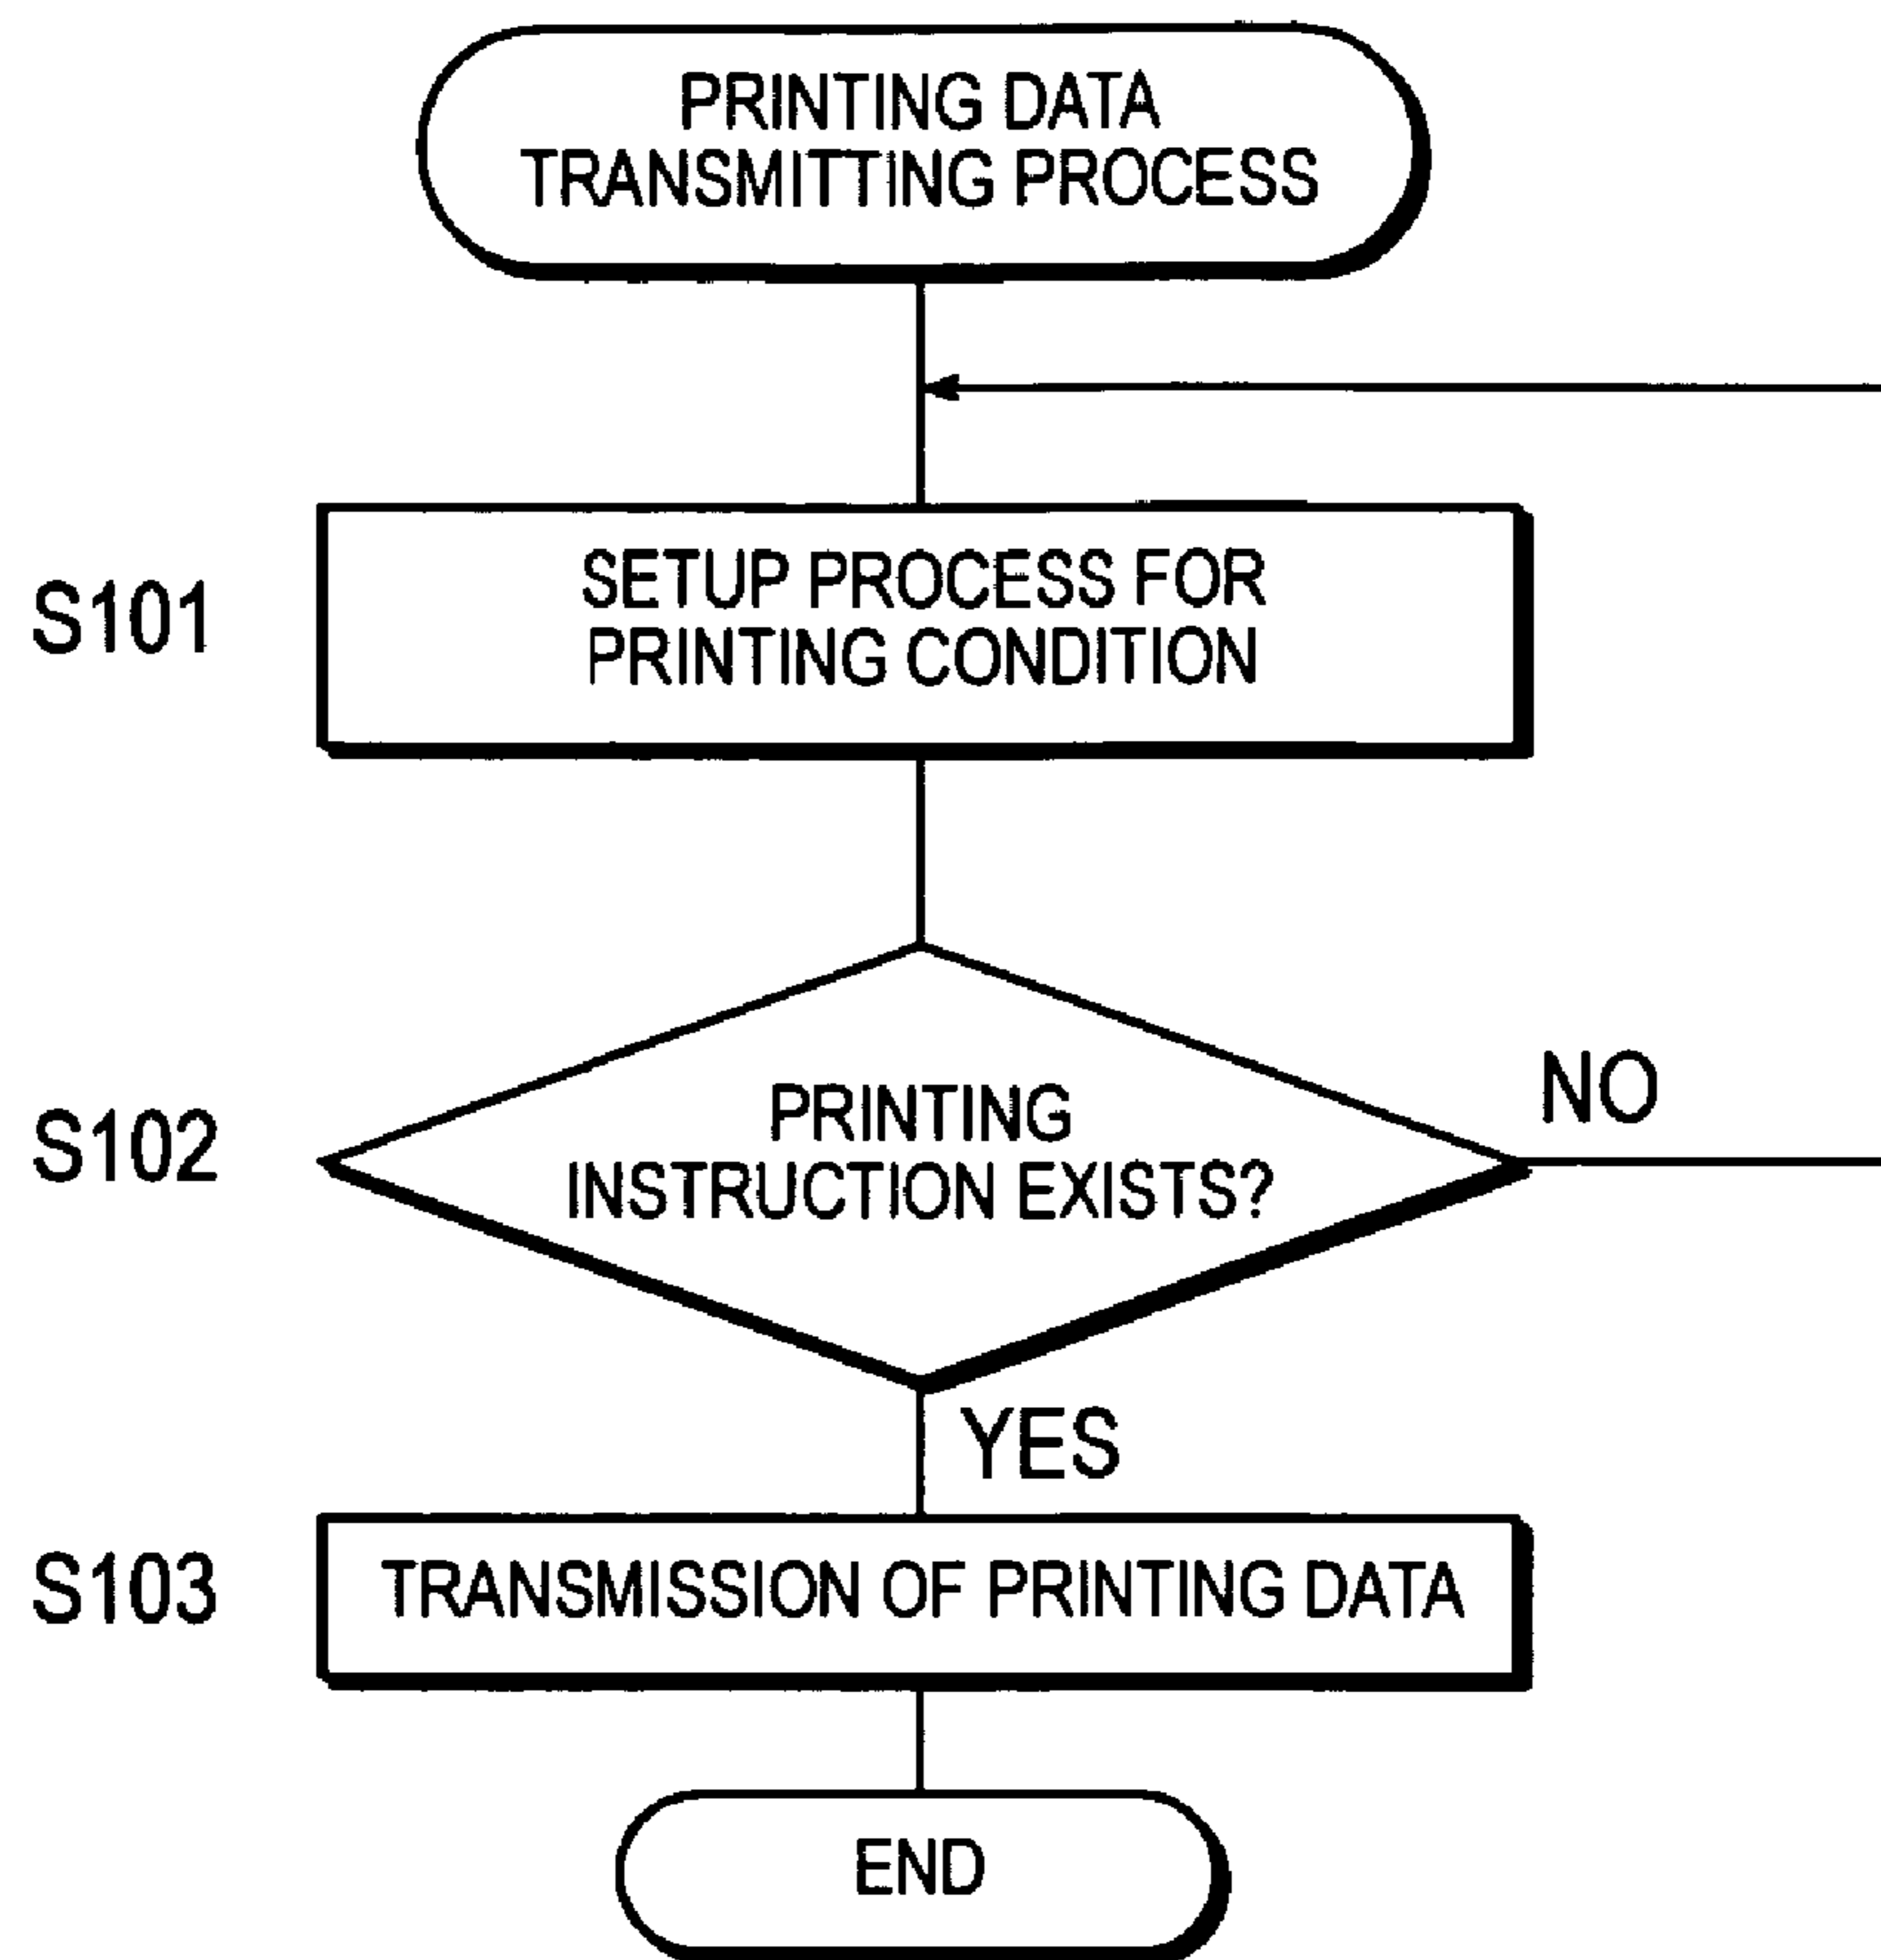 PRINTING DATA
TRANSMITTING PROCESS
S101
SETUP PROCESS FOR
PRINTING CONDITION
S102
PRINTING
INSTRUCTION EXISTS?
NO
YES
S103
TRANSMISSION OF PRINTING DATA
END